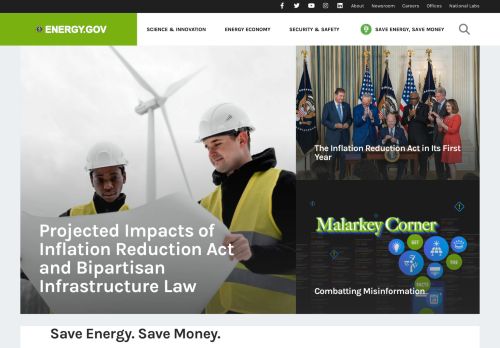 About Newsroom Careers Offices National Labs
ENERGY.GOV
SCIENCE & INNOVATION ENERGY ECONOMY SECURITY & SAFETY SAVE ENERGY, SAVE MONEY
Projected Impacts of
Inflation Reduction Act
and Bipartisan
Infrastructure Law
The Inflation Reduction Act in Its First
Year
Malarkey Corner
FACTS
Combatting Misinformation
Save Energy. Save Money.